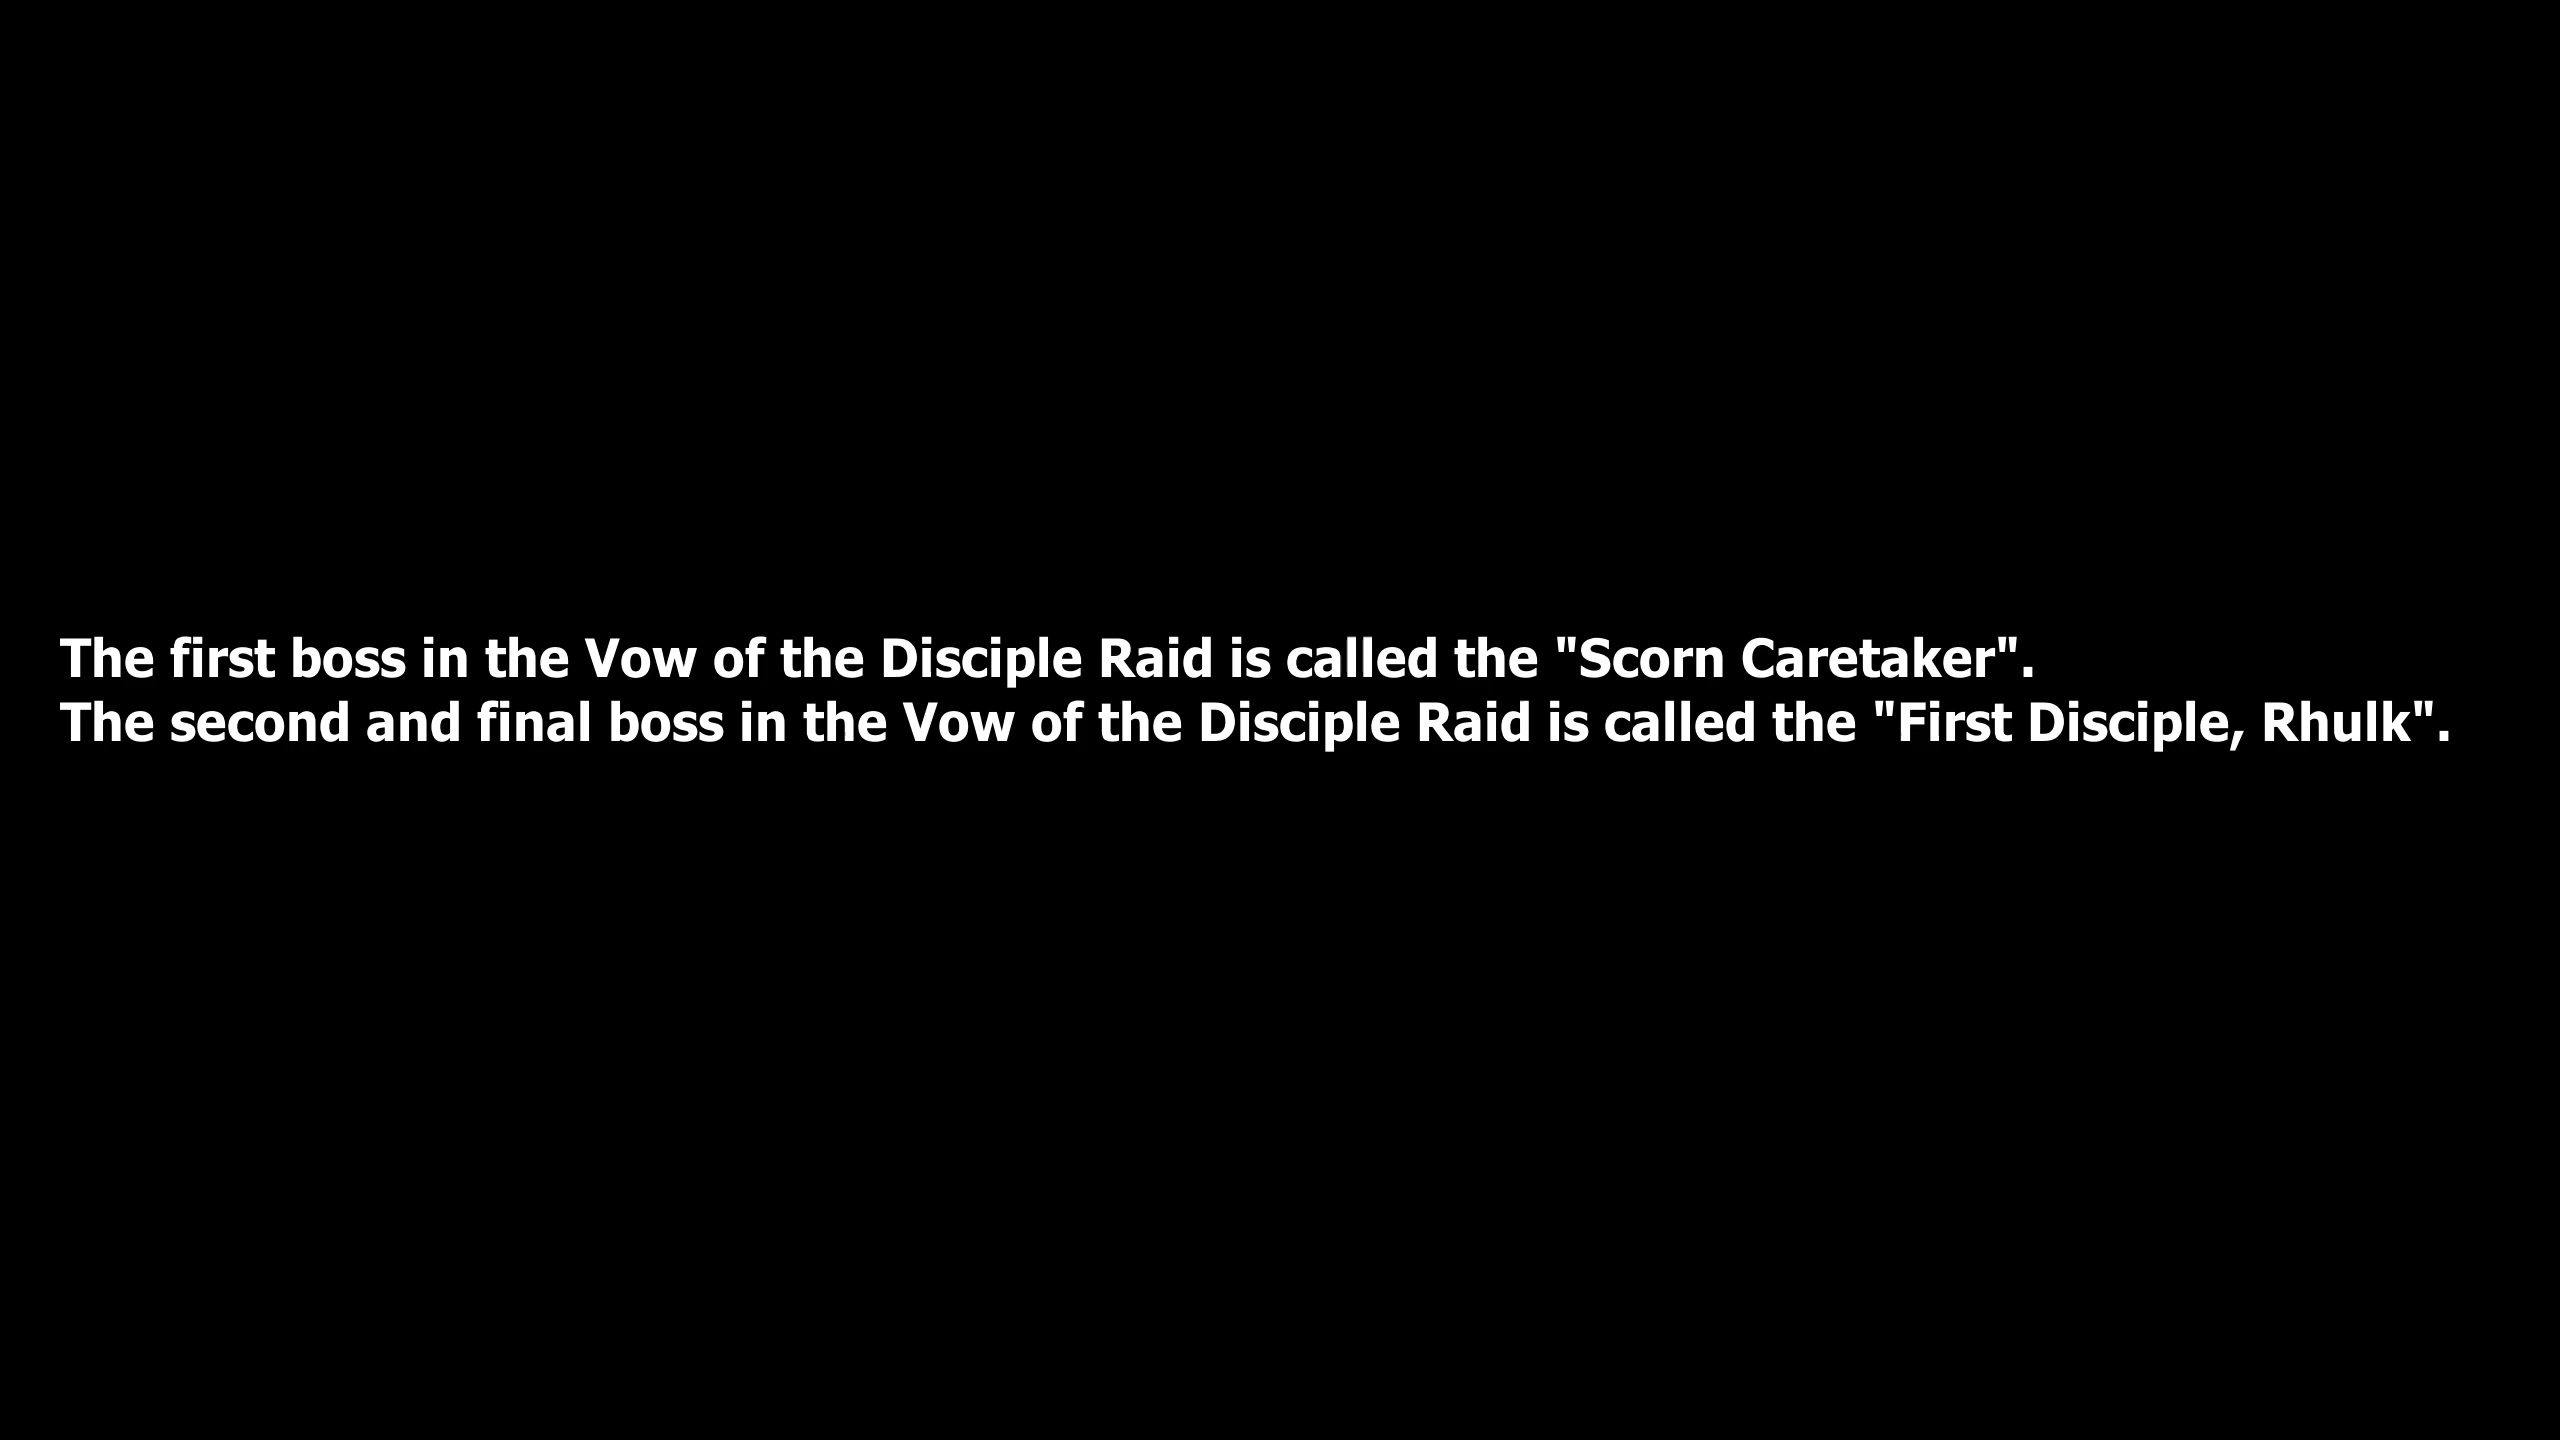 The first boss in the Vow of the Disciple Raid is called the "Scorn Caretaker".
The second and final boss in the Vow of the Disciple Raid is called the "First Disciple, Rhulk".